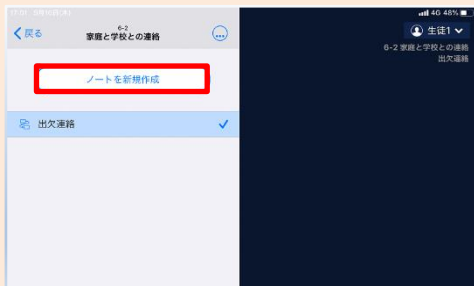 4G 48%
戻る
6-2
家庭と学校との連絡
生徒1
6-2 家庭と学校との連絡
出欠連絡
ノートを新規作成
出欠連絡